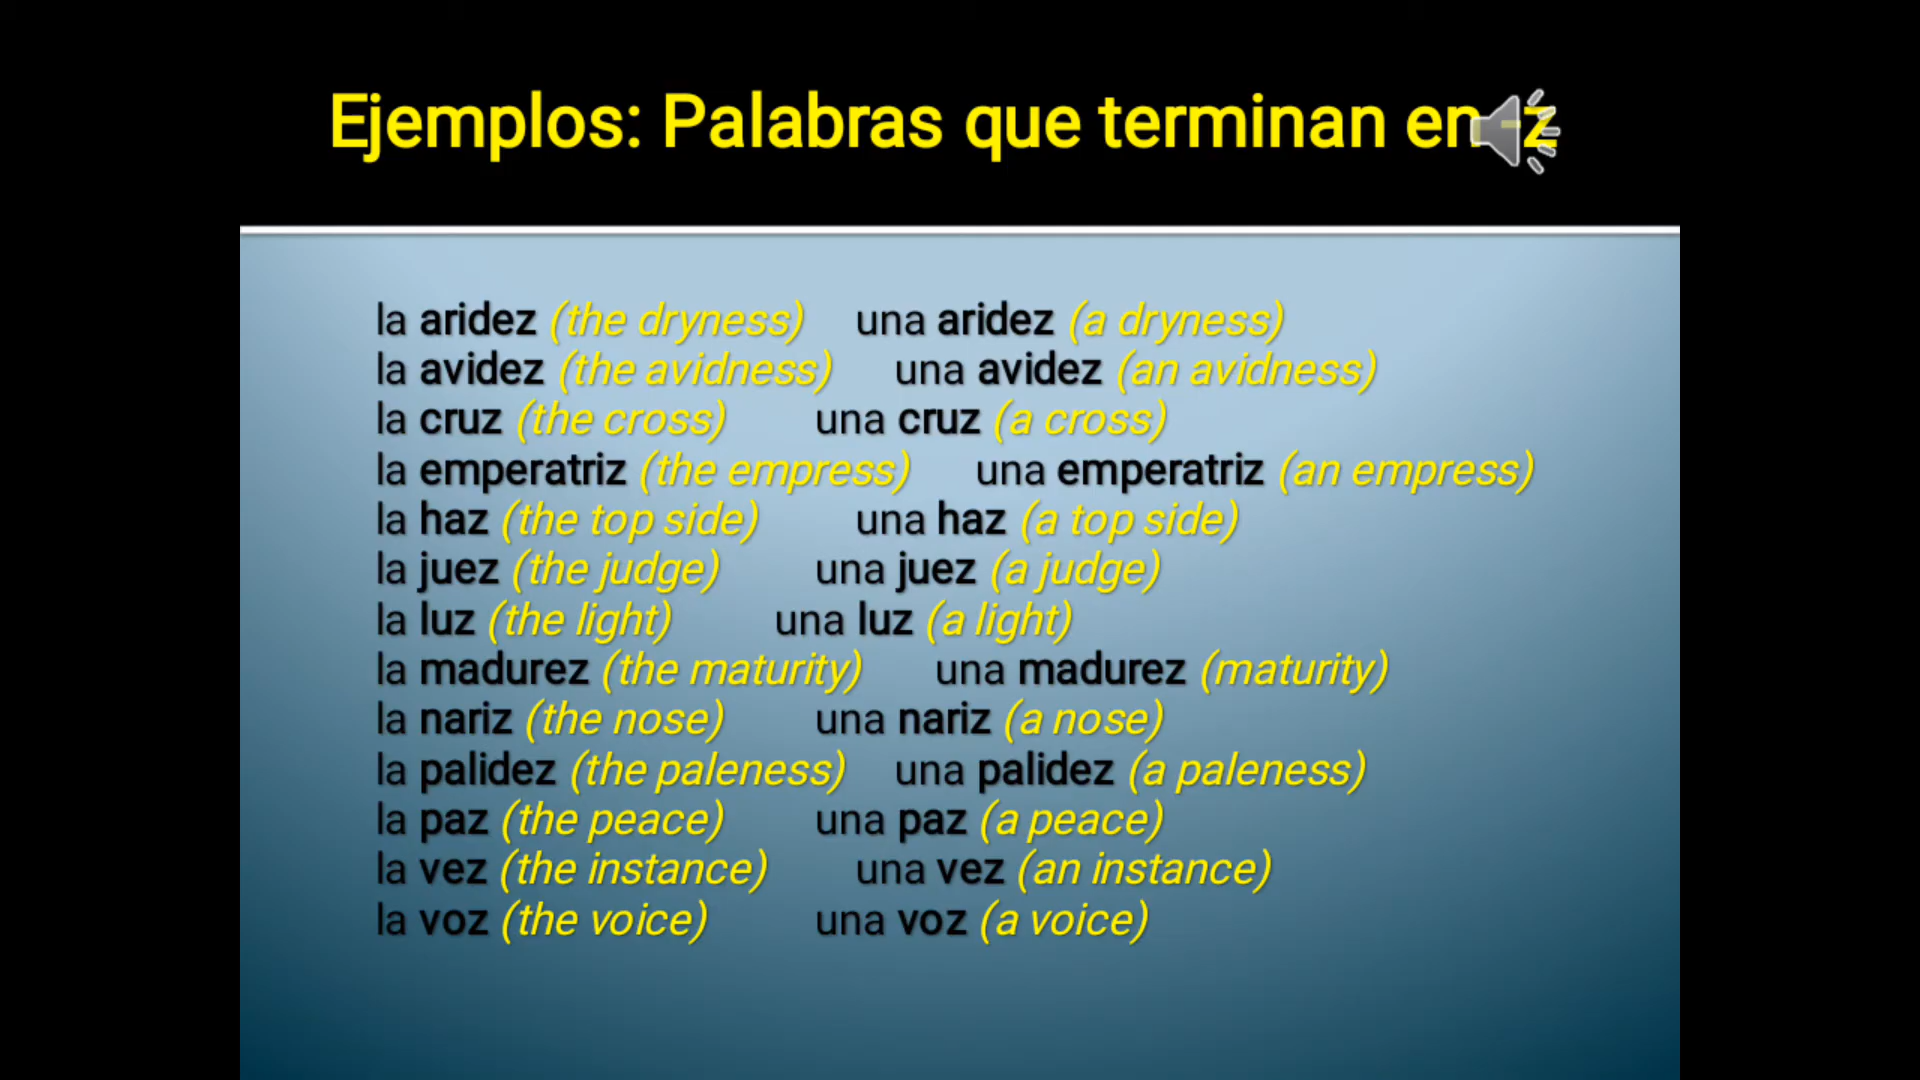 Ejemplos: Palabras que terminan en -z
la aridez (the dryness) una aridez (a dryness)
la avidez (the avidness) una avidez (an avidness)
la cruz (the cross) una cruz (a cross)
la emperatriz (the empress) una emperatriz (an empress)
la haz (the top side) una haz (a top side)
la juez (the judge) una juez (a judge)
la luz (the light) una luz (a light)
la madurez (the maturity) una madurez (maturity)
la nariz (the nose) una nariz (a nose)
la palidez (the paleness) una palidez (a paleness)
la paz (the peace) una paz (a peace)
la vez (the instance) una vez (an instance)
la voz (the voice) una voz (a voice)